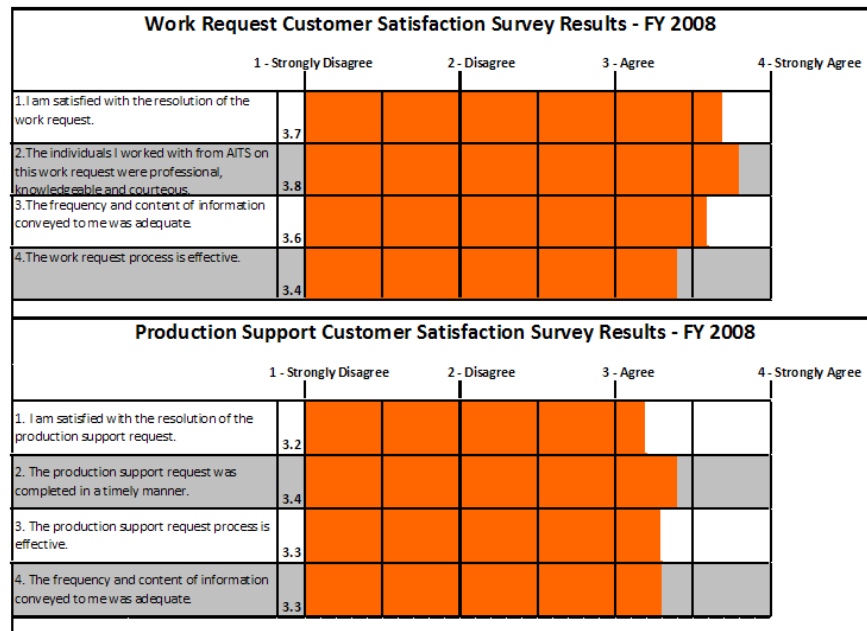 Work Request Customer Satisfaction Survey Results - FY 2008
1 - Strongly Disagree 2 - Disagree 3 - Agree 4 - Strongly Agree
1.I am satisfied with the resolution of the
work request.
3.7
2.The individuals I worked with from AITS on
this work request were professional,
knowledgeable and courteous.
3.8
3.The frequency and content of information
conveyed to me was adequate.
3.6
4.The work request process is effective.
3.4
Production Support Customer Satisfaction Survey Results - FY 2008
1 - Strongly Disagree 2 - Disagree 3 - Agree 4 - Strongly Agree
1. I am satisfied with the resolution of the
production support request.
3.2
2. The production support request was
completed in a timely manner.
3.4
3. The production support request process is
effective.
3.3
4. The frequency and content of information
conveyed to me was adequate.
3.3